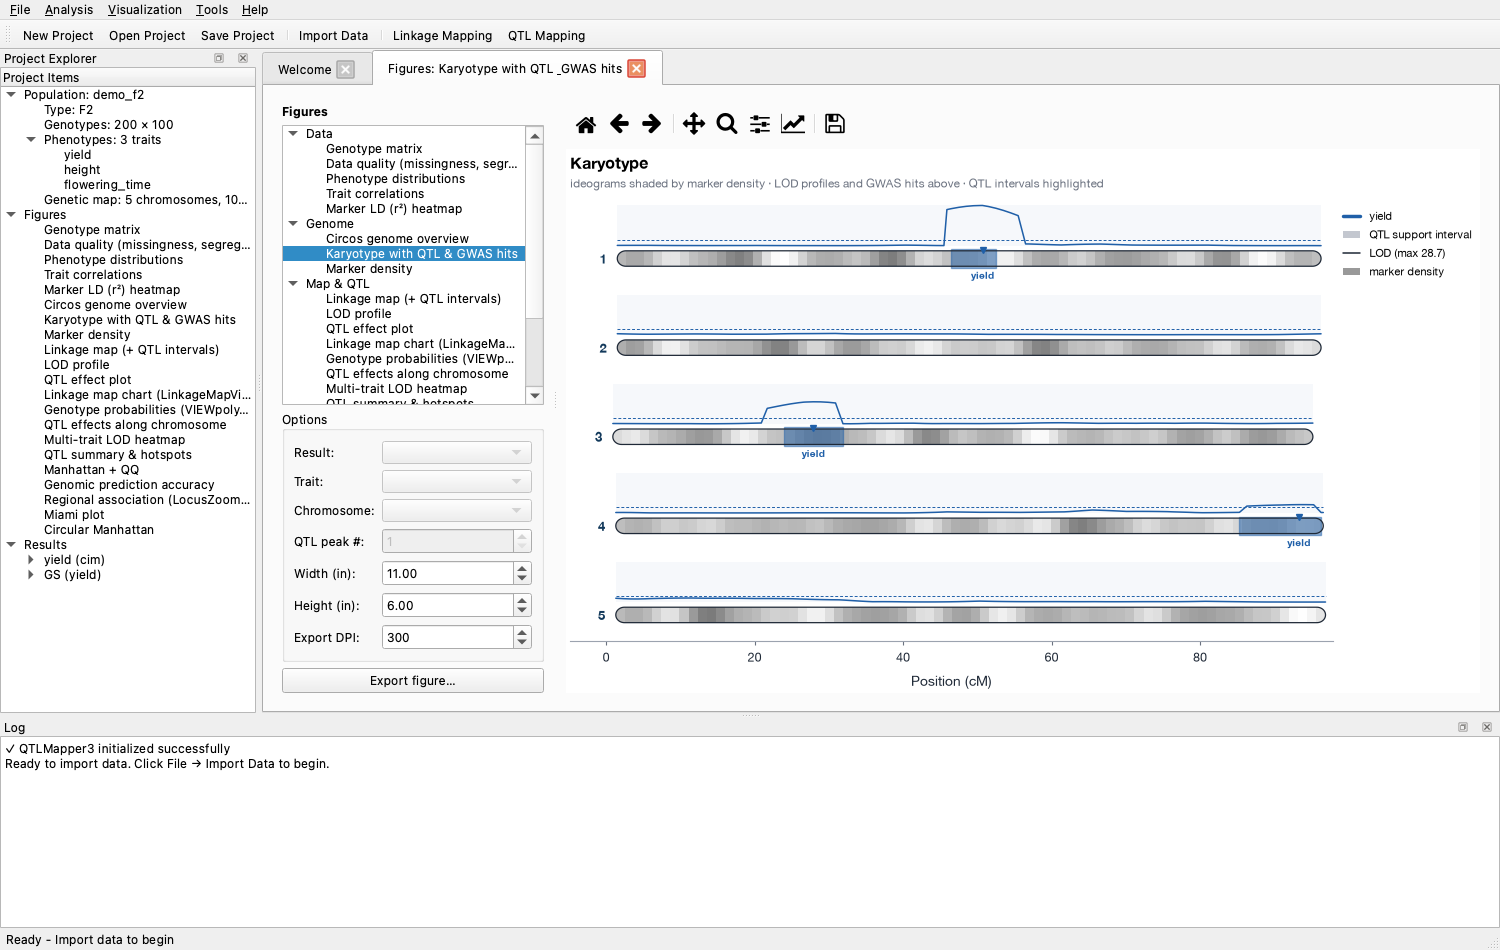 File Analysis Visualization Tools Help
New Project Open Project Save Project Import Data Linkage Mapping QTL Mapping
Project Explorer
Project Items
Population: demo_f2
Type: F2
Genotypes: 200 × 100
Phenotypes: 3 traits
yield
height
flowering_time
Genetic map: 5 chromosomes, 10...
Figures
Genotype matrix
Data quality (missingness, segreg...
Phenotype distributions
Trait correlations
Marker LD (r²) heatmap
Circos genome overview
Karyotype with QTL & GWAS hits
Marker density
Linkage map (+ QTL intervals)
LOD profile
QTL effect plot
Linkage map chart (LinkageMapVi...
Genotype probabilities (VIEWpoly...
QTL effects along chromosome
Multi-trait LOD heatmap
QTL summary & hotspots
Manhattan + QQ
Genomic prediction accuracy
Regional association (LocusZoom...
Miami plot
Circular Manhattan
Results
yield (cim)
GS (yield)
Welcome
Figures: Karyotype with QTL _GWAS hits
Figures
Data
Genotype matrix
Data quality (missingness, segr...
Phenotype distributions
Trait correlations
Marker LD (r²) heatmap
Genome
Circos genome overview
Karyotype with QTL & GWAS hits
Marker density
Map & QTL
Linkage map (+ QTL intervals)
LOD profile
QTL effect plot
Linkage map chart (LinkageMa...
Genotype probabilities (VIEWp...
QTL effects along chromosome
Multi-trait LOD heatmap
QTL summary & hotspots
Options
Result:
Trait:
Chromosome:
QTL peak #: 1
Width (in): 11.00
Height (in): 6.00
Export DPI: 300
Export figure...
Karyotype
ideograms shaded by marker density · LOD profiles and GWAS hits above · QTL intervals highlighted
1
yield
2
3
yield
4
yield
5
0 20 40 60 80
Position (cM)
yield
QTL support interval
LOD (max 28.7)
marker density
Log
✓ QTLMapper3 initialized successfully
Ready to import data. Click File → Import Data to begin.
Ready - Import data to begin